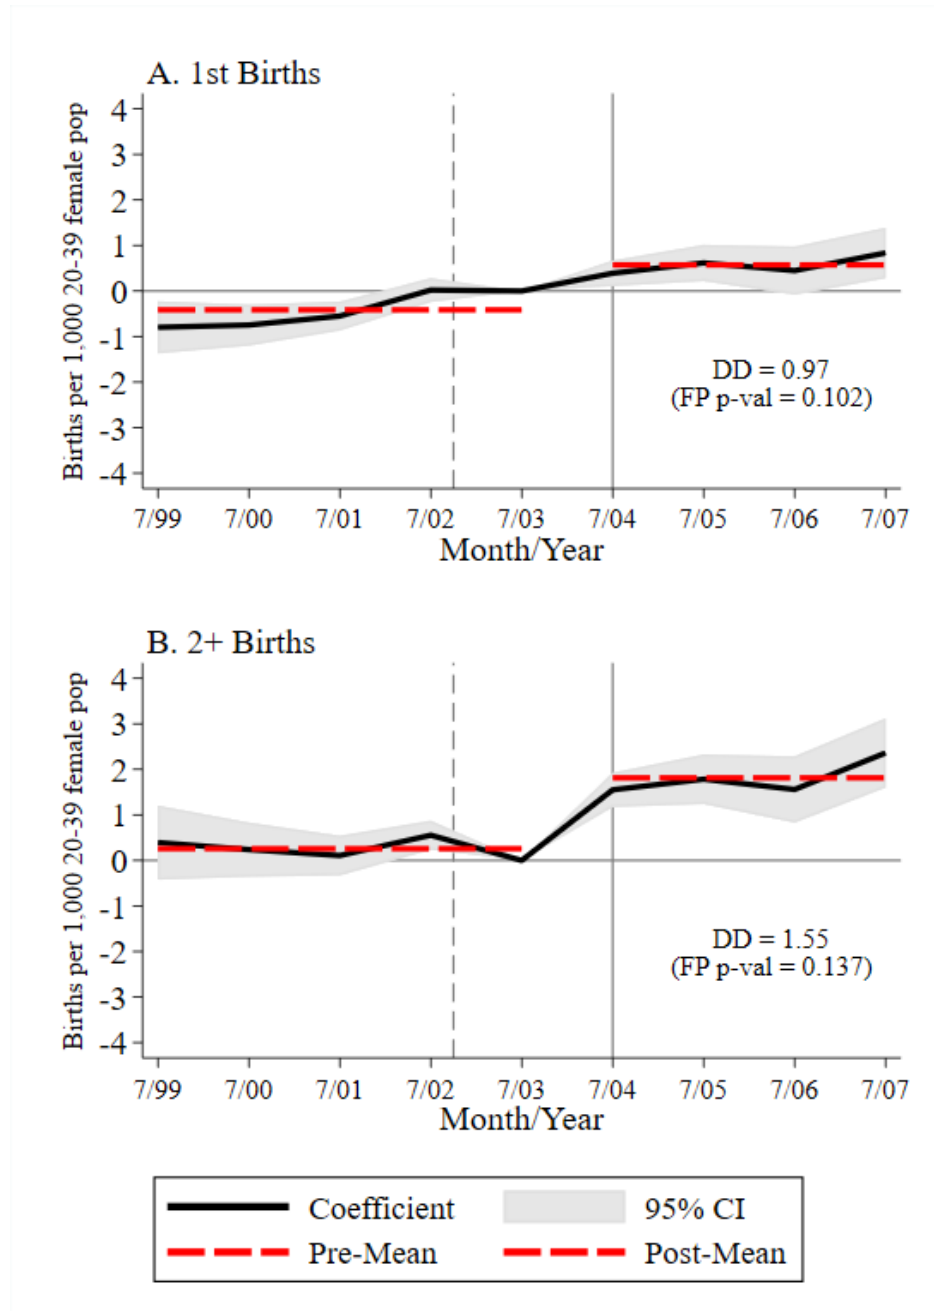 A. 1st Births
Births per 1,000 20-39 female pop
4
3
2
1
0
-1
-2
-3
-4
DD = 0.97
(FP p-val = 0.102)
7/99 7/00 7/01 7/02 7/03 7/04 7/05 7/06 7/07
Month/Year
B. 2+ Births
Births per 1,000 20-39 female pop
4
3
2
1
0
-1
-2
-3
-4
DD = 1.55
(FP p-val = 0.137)
7/99 7/00 7/01 7/02 7/03 7/04 7/05 7/06 7/07
Month/Year
Coefficient 95% CI
Pre-Mean Post-Mean